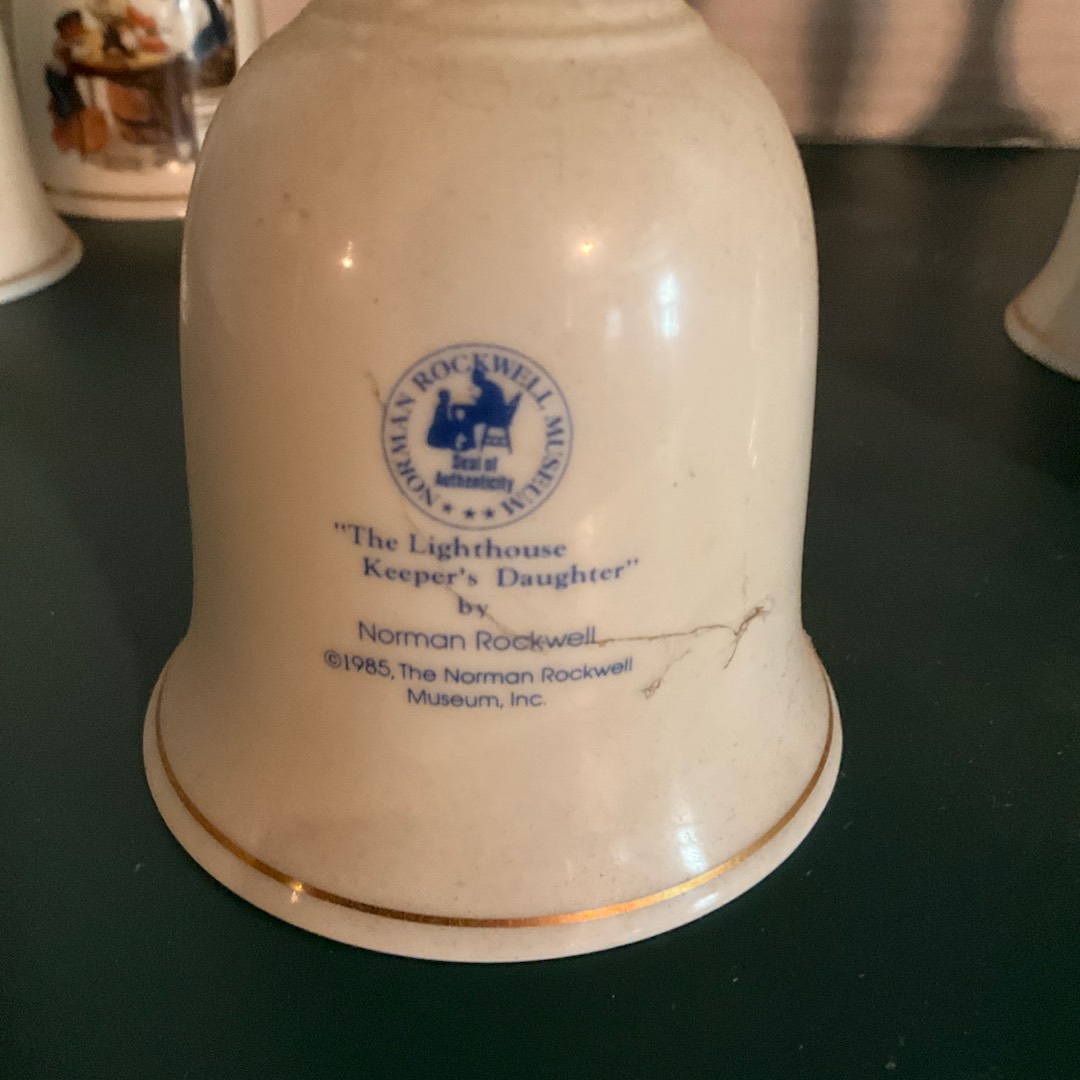 NORMAN ROCKWELL MUSEUM
Seal of
Authenticity
"The Lighthouse
Keeper's Daughter"
by
Norman Rockwell
©1985, The Norman Rockwell
Museum, Inc.